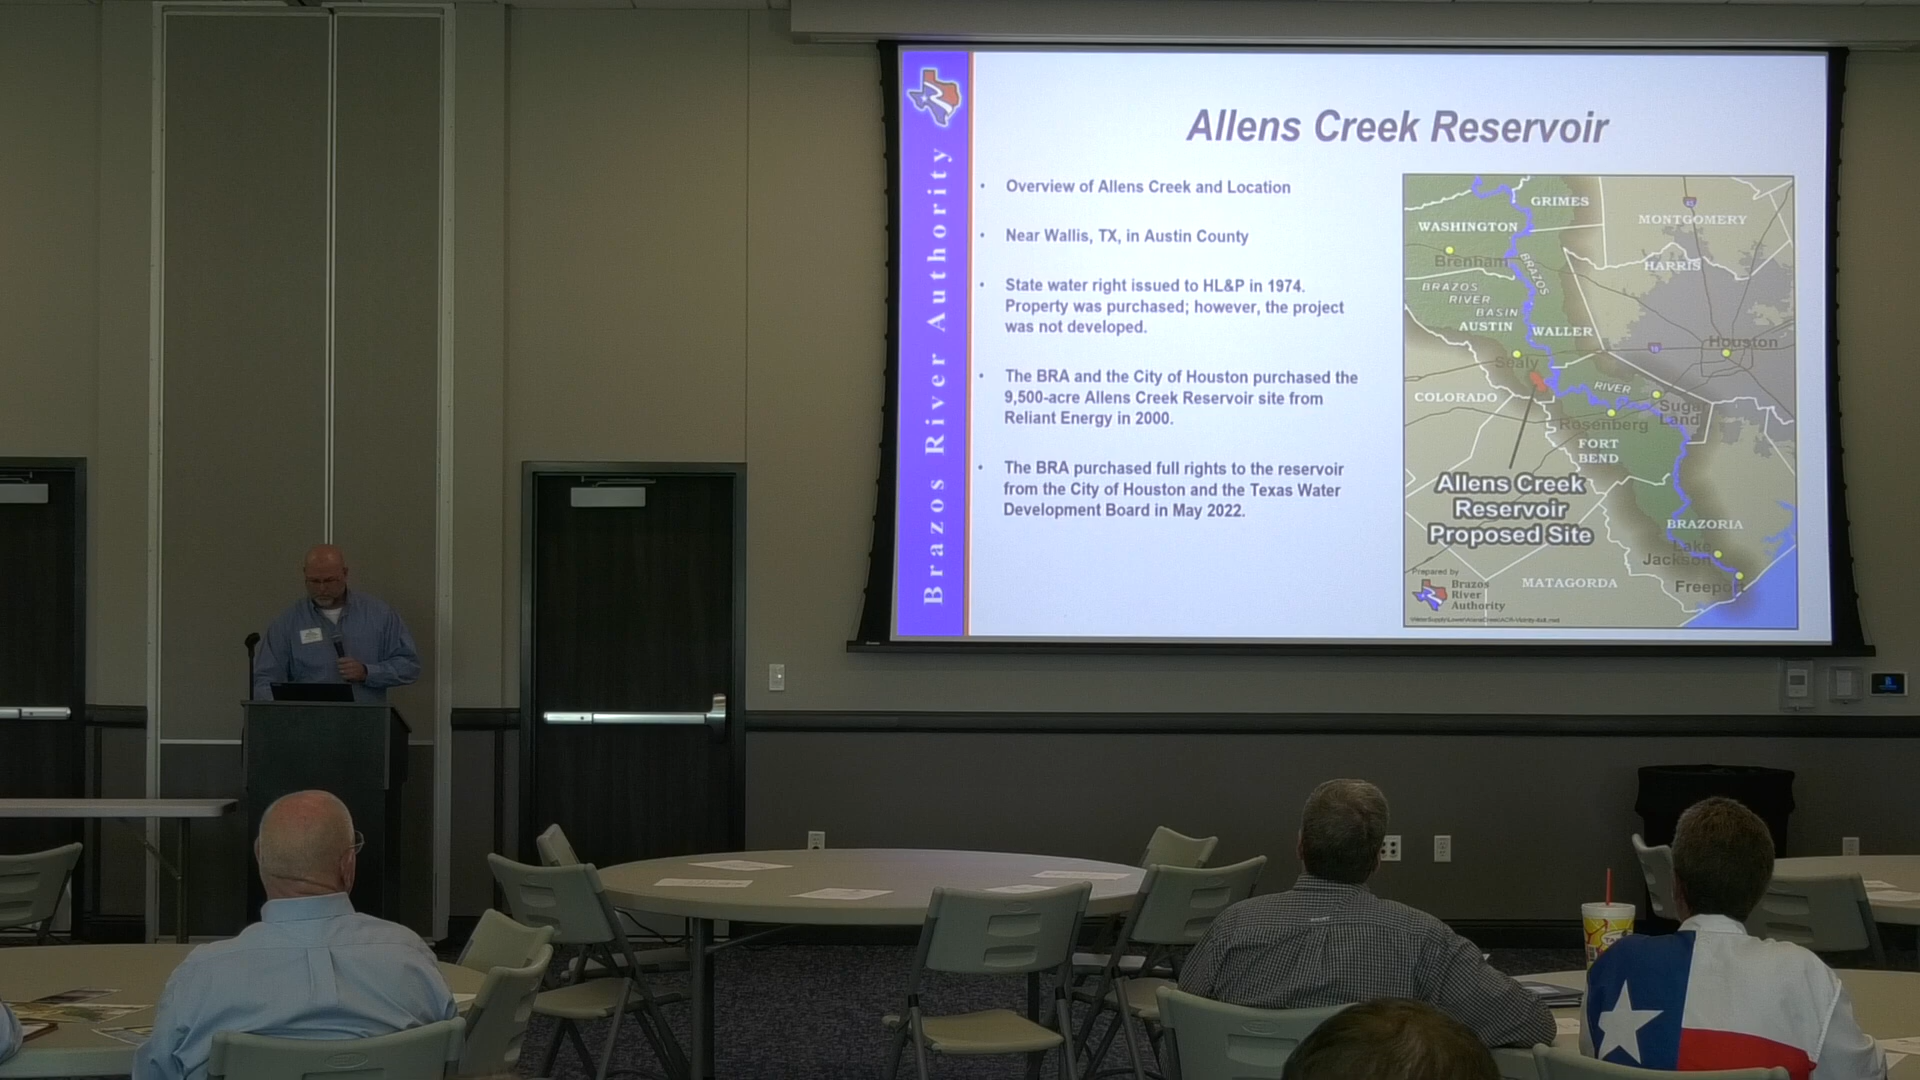 Brazos River Authority
Allens Creek Reservoir
• Overview of Allens Creek and Location
• Near Wallis, TX, in Austin County
• State water right issued to HL&P in 1974.
Property was purchased; however, the project
was not developed.
• The BRA and the City of Houston purchased the
9,500-acre Allens Creek Reservoir site from
Reliant Energy in 2000.
• The BRA purchased full rights to the reservoir
from the City of Houston and the Texas Water
Development Board in May 2022.
GRIMES
MONTGOMERY
WASHINGTON
Brenham
HARRIS
BRAZOS
BRAZOS
RIVER
BASIN
AUSTIN
WALLER
Houston
Sealy
RIVER
COLORADO
Sugar
Land
Rosenberg
FORT
BEND
Allens Creek
Reservoir
Proposed Site
BRAZORIA
Lake
Jackson
Freeport
MATAGORDA
Prepared by
Brazos
River
Authority